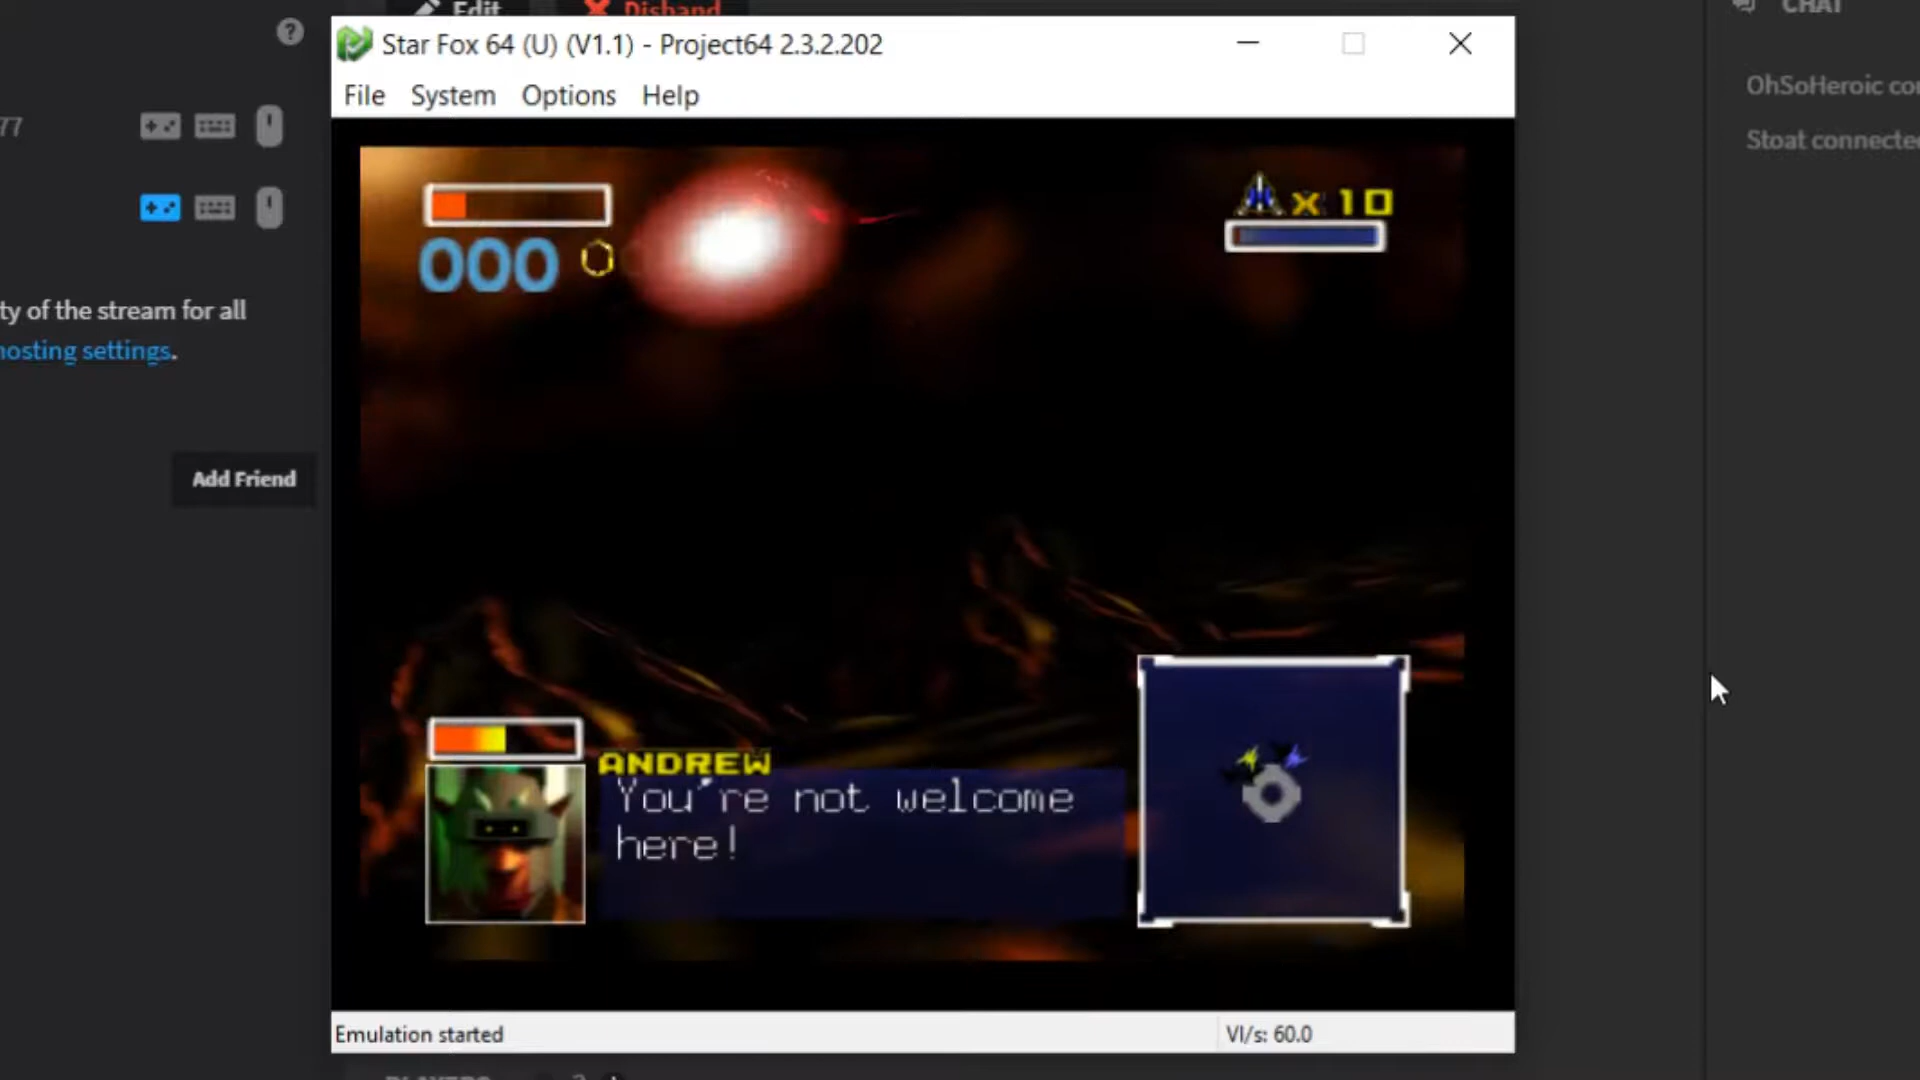 Edit
Disband
CHAT
Star Fox 64 (U) (V1.1) - Project64 2.3.2.202
File System Options Help
77
OhSoHeroic
Stoat connected
000
x 10
ty of the stream for all
hosting settings.
Add Friend
ANDREW
You're not welcome
here!
Emulation started
VI/s: 60.0
PLAYERS